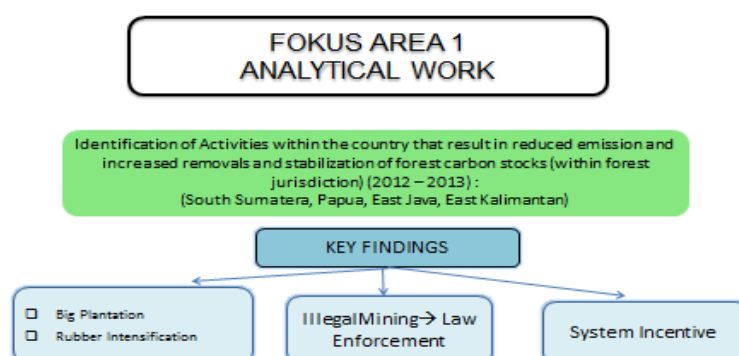 FOKUS AREA 1
ANALYTICAL WORK
Identification of Activities within the country that result in reduced emission and
increased removals and stabilization of forest carbon stocks (within forest
jurisdiction) (2012 – 2013) :
(South Sumatera, Papua, East Java, East Kalimantan)
KEY FINDINGS
❑ Big Plantation
❑ Rubber Intensification
IllegalMining→ Law
Enforcement
System Incentive